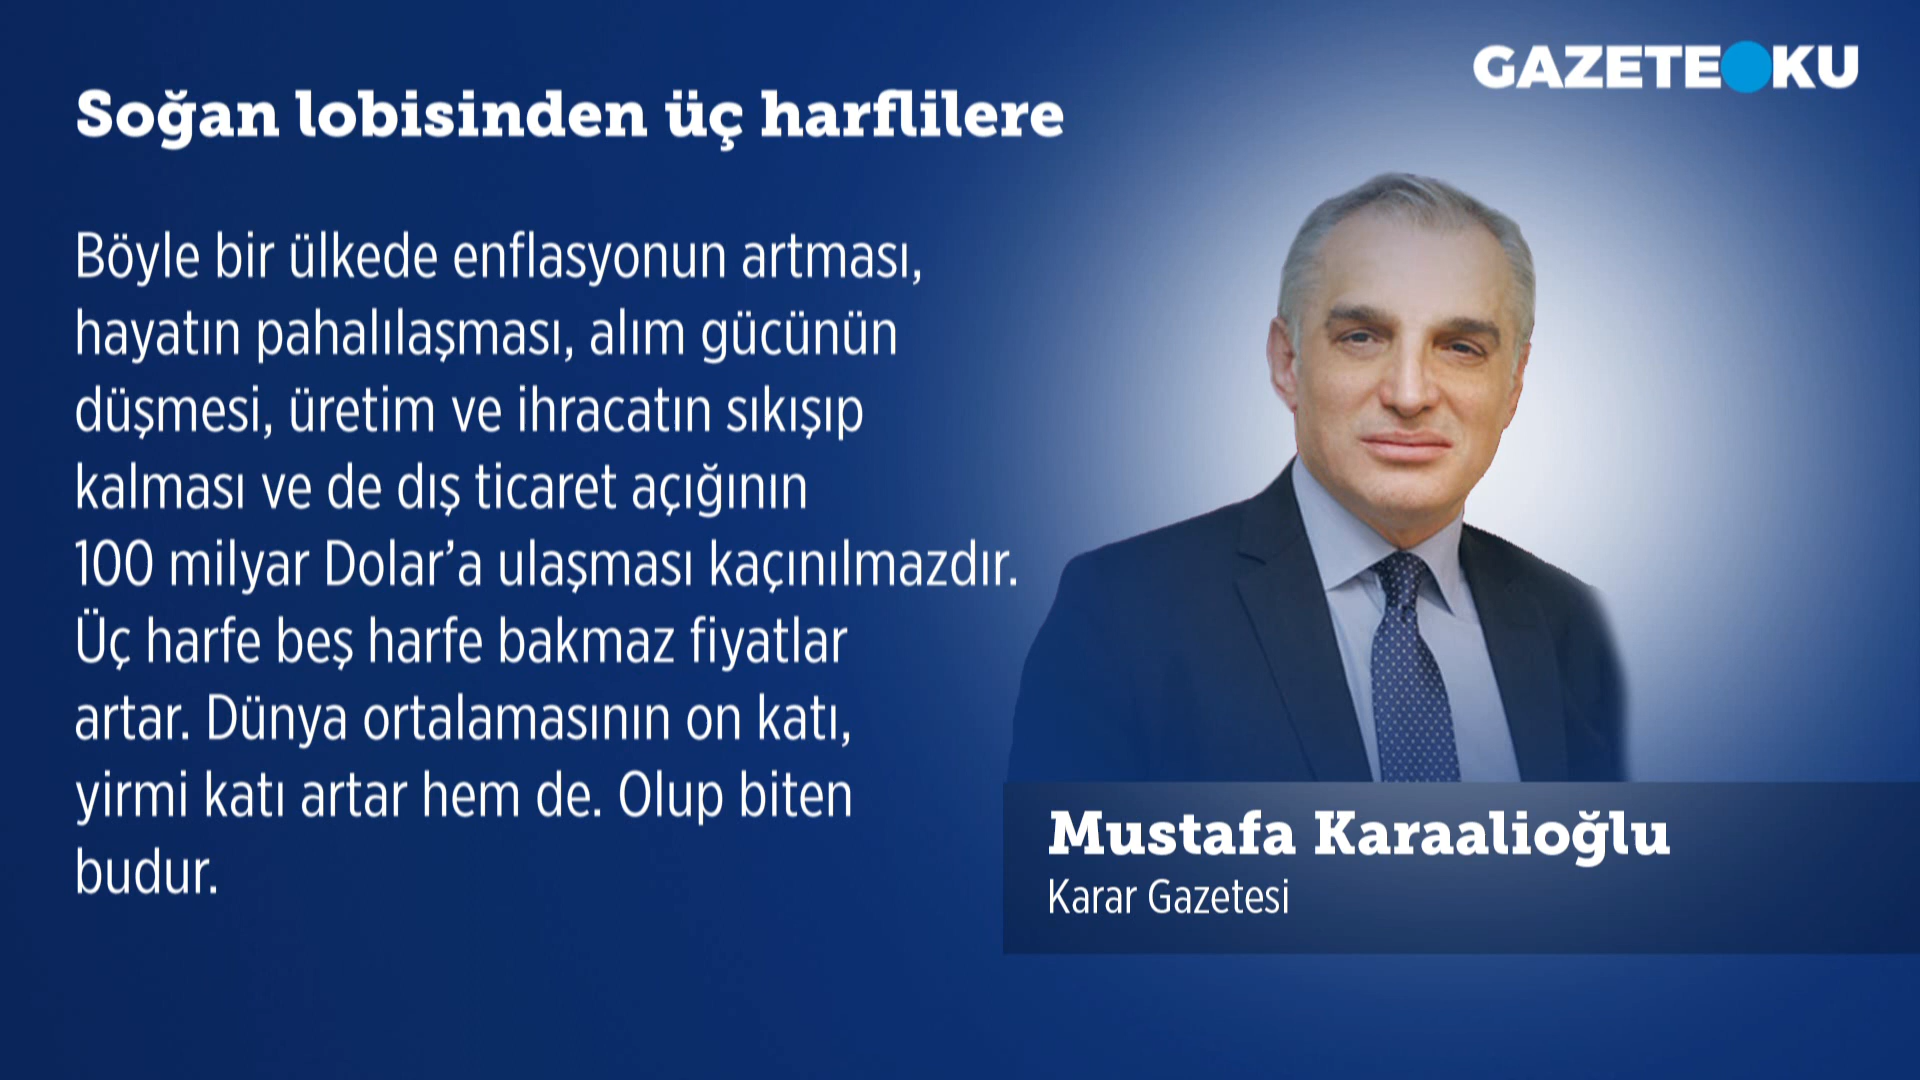 GAZETEOKU
Soğan lobisinden üç harflilere
Böyle bir ülkede enflasyonun artması,
hayatın pahalılaşması, alım gücünün
düşmesi, üretim ve ihracatın sıkışıp
kalması ve de dış ticaret açığının
100 milyar Dolar’a ulaşması kaçınılmazdır.
Üç harfe beş harfe bakmaz fiyatlar
artar. Dünya ortalamasının on katı,
yirmi katı artar hem de. Olup biten
budur.
Mustafa Karaalioğlu
Karar Gazetesi